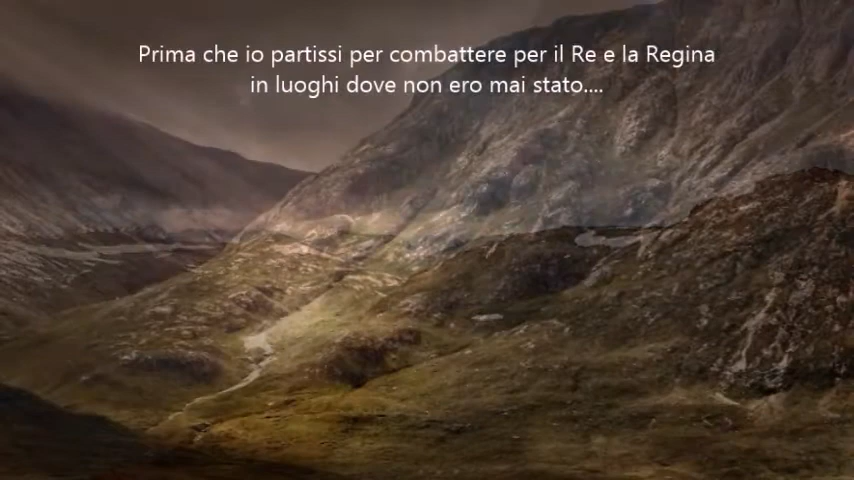 Prima che io partissi per combattere per il Re e la Regina
in luoghi dove non ero mai stato....